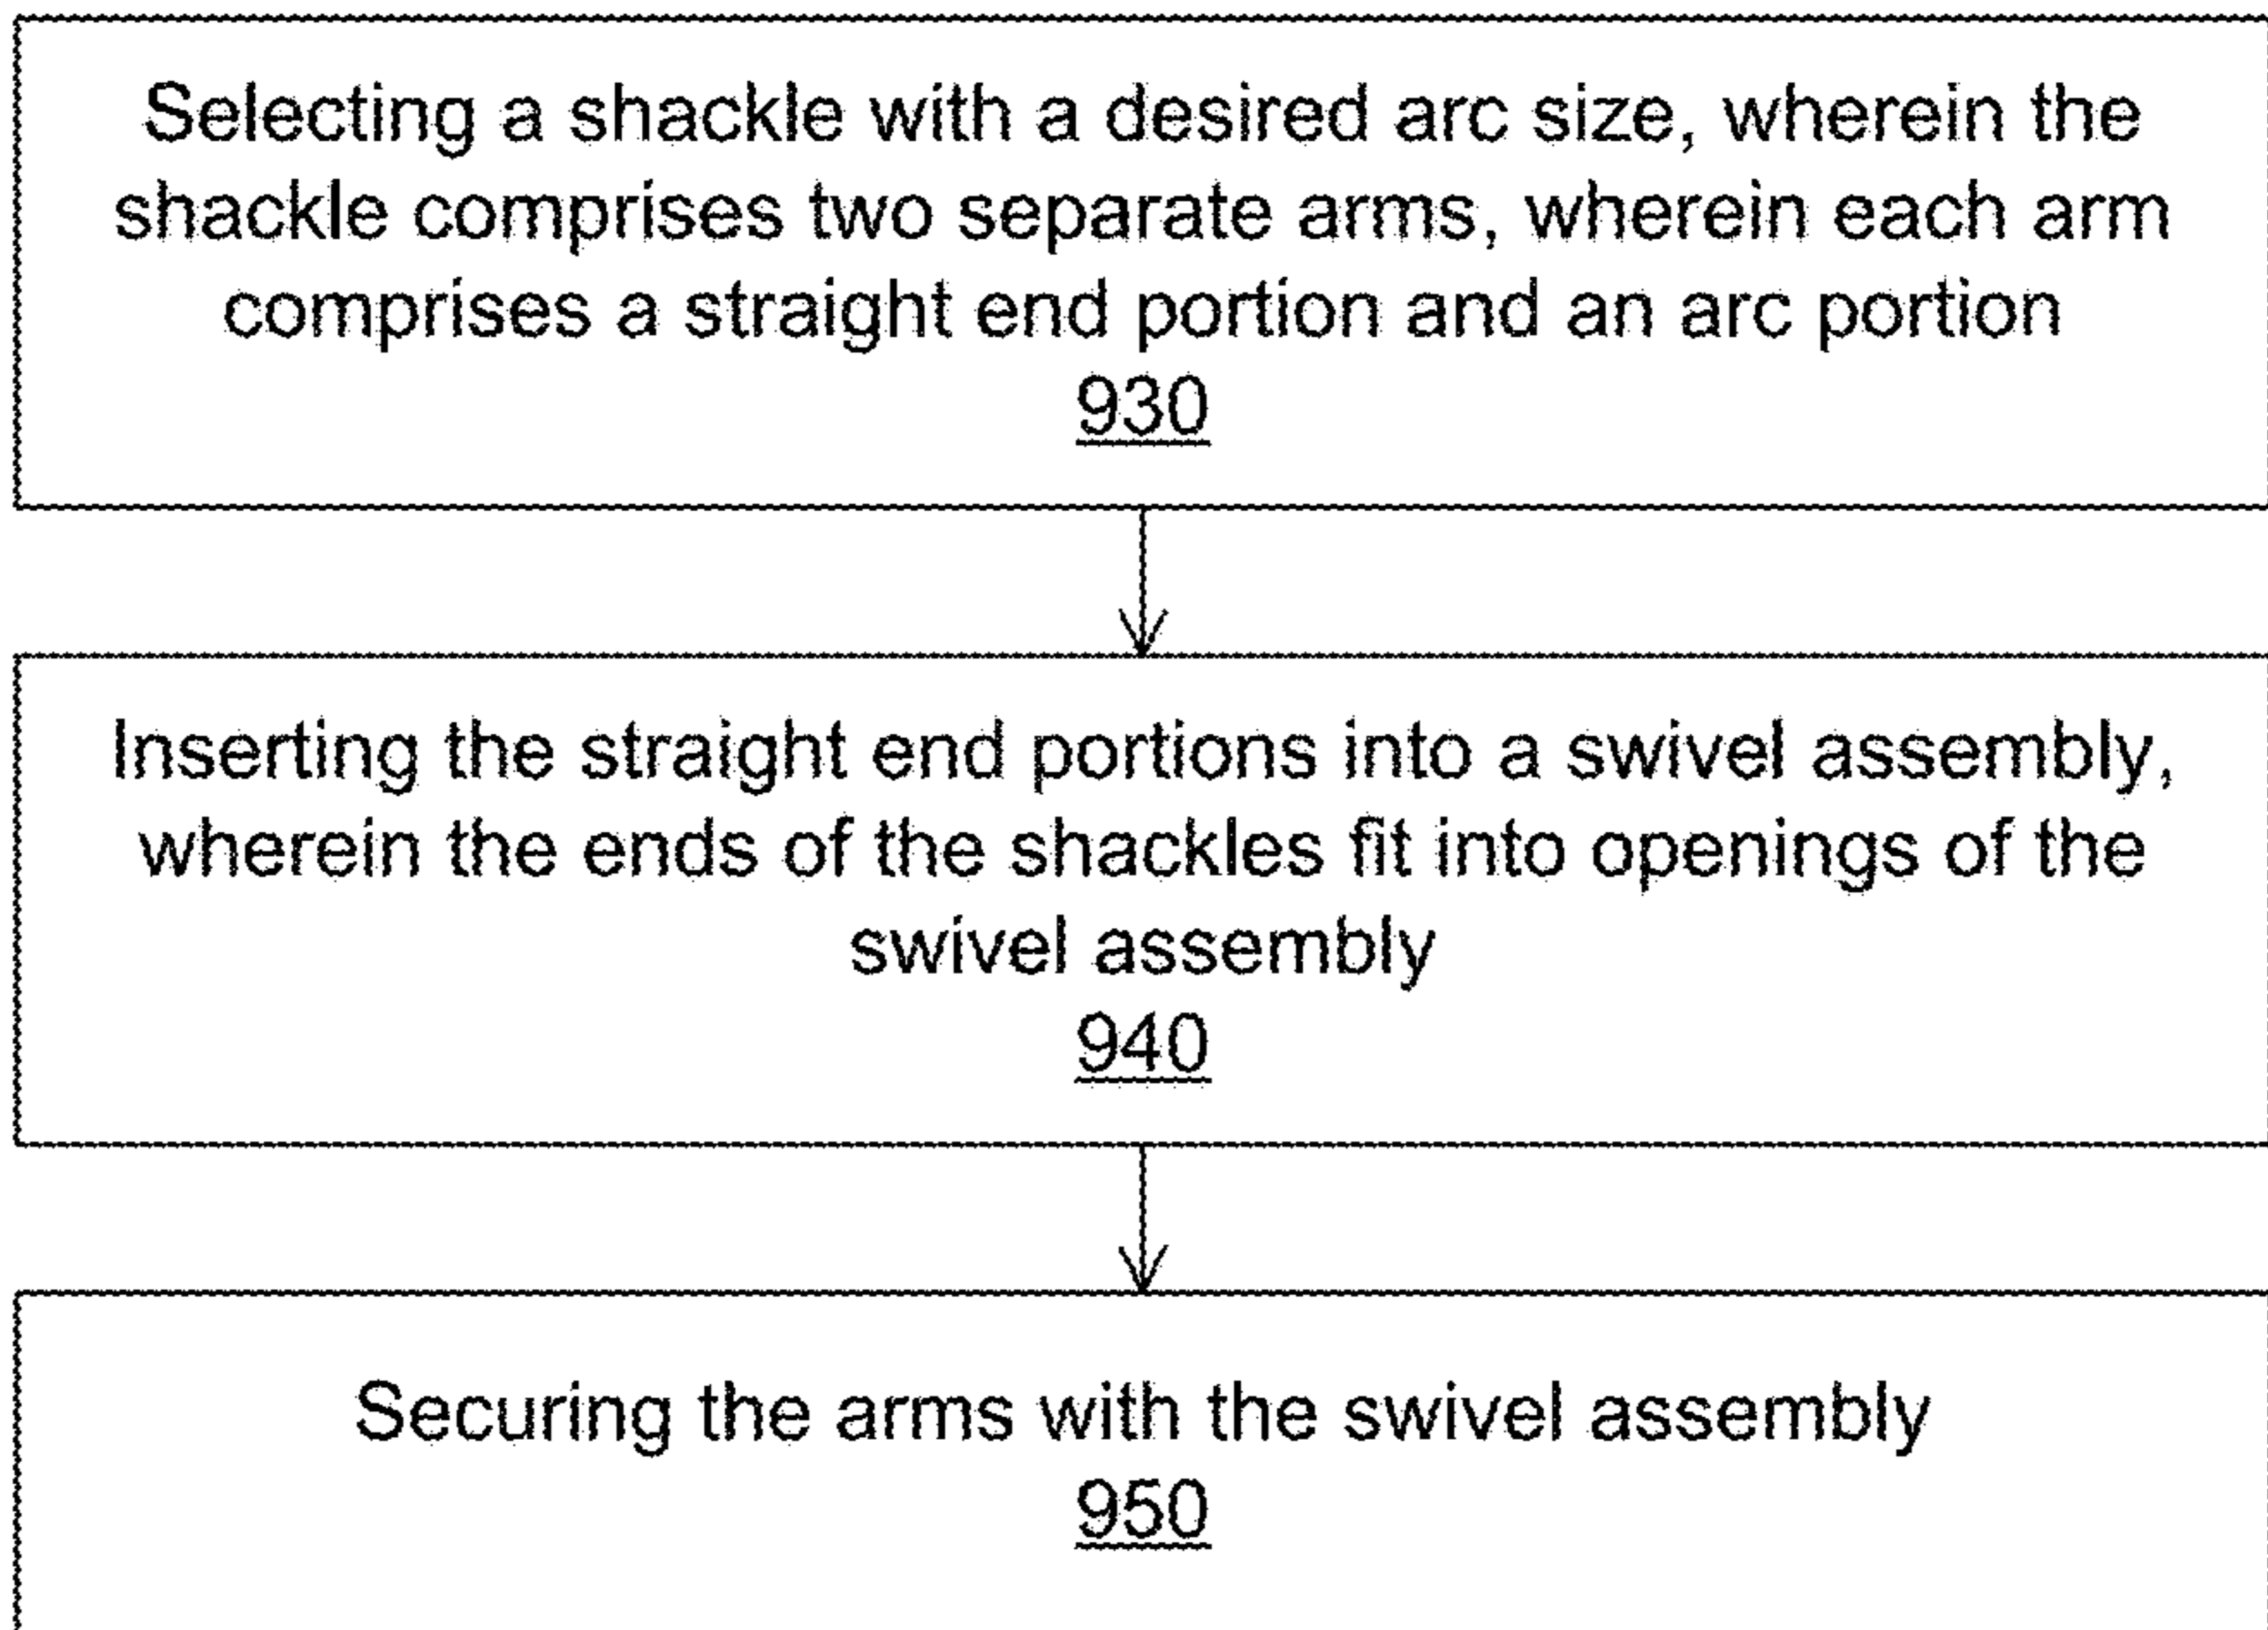 Selecting a shackle with a desired arc size, wherein the
shackle comprises two separate arms, wherein each arm
comprises a straight end portion and an arc portion
930
Inserting the straight end portions into a swivel assembly,
wherein the ends of the shackles fit into openings of the
swivel assembly
940
Securing the arms with the swivel assembly
950